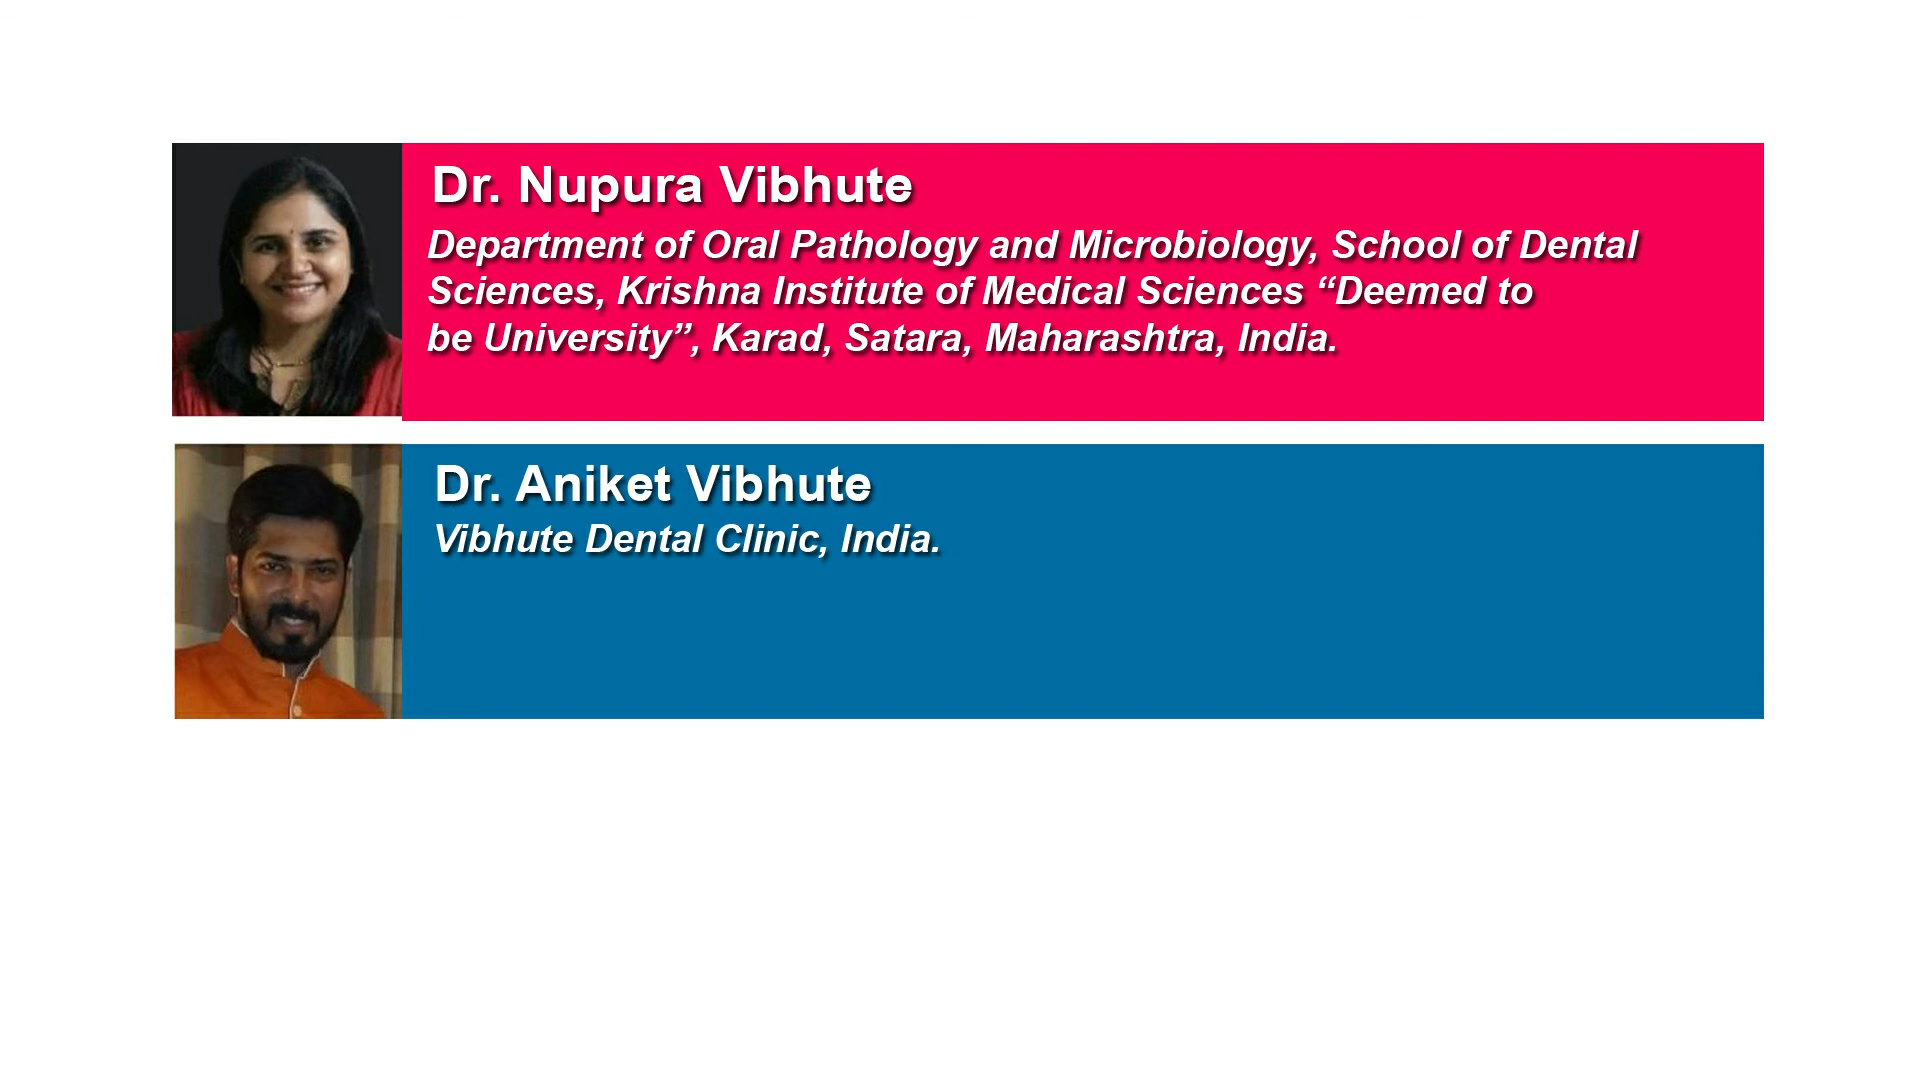 Dr. Nupura Vibhute
Department of Oral Pathology and Microbiology, School of Dental
Sciences, Krishna Institute of Medical Sciences “Deemed to
be University”, Karad, Satara, Maharashtra, India.
Dr. Aniket Vibhute
Vibhute Dental Clinic, India.